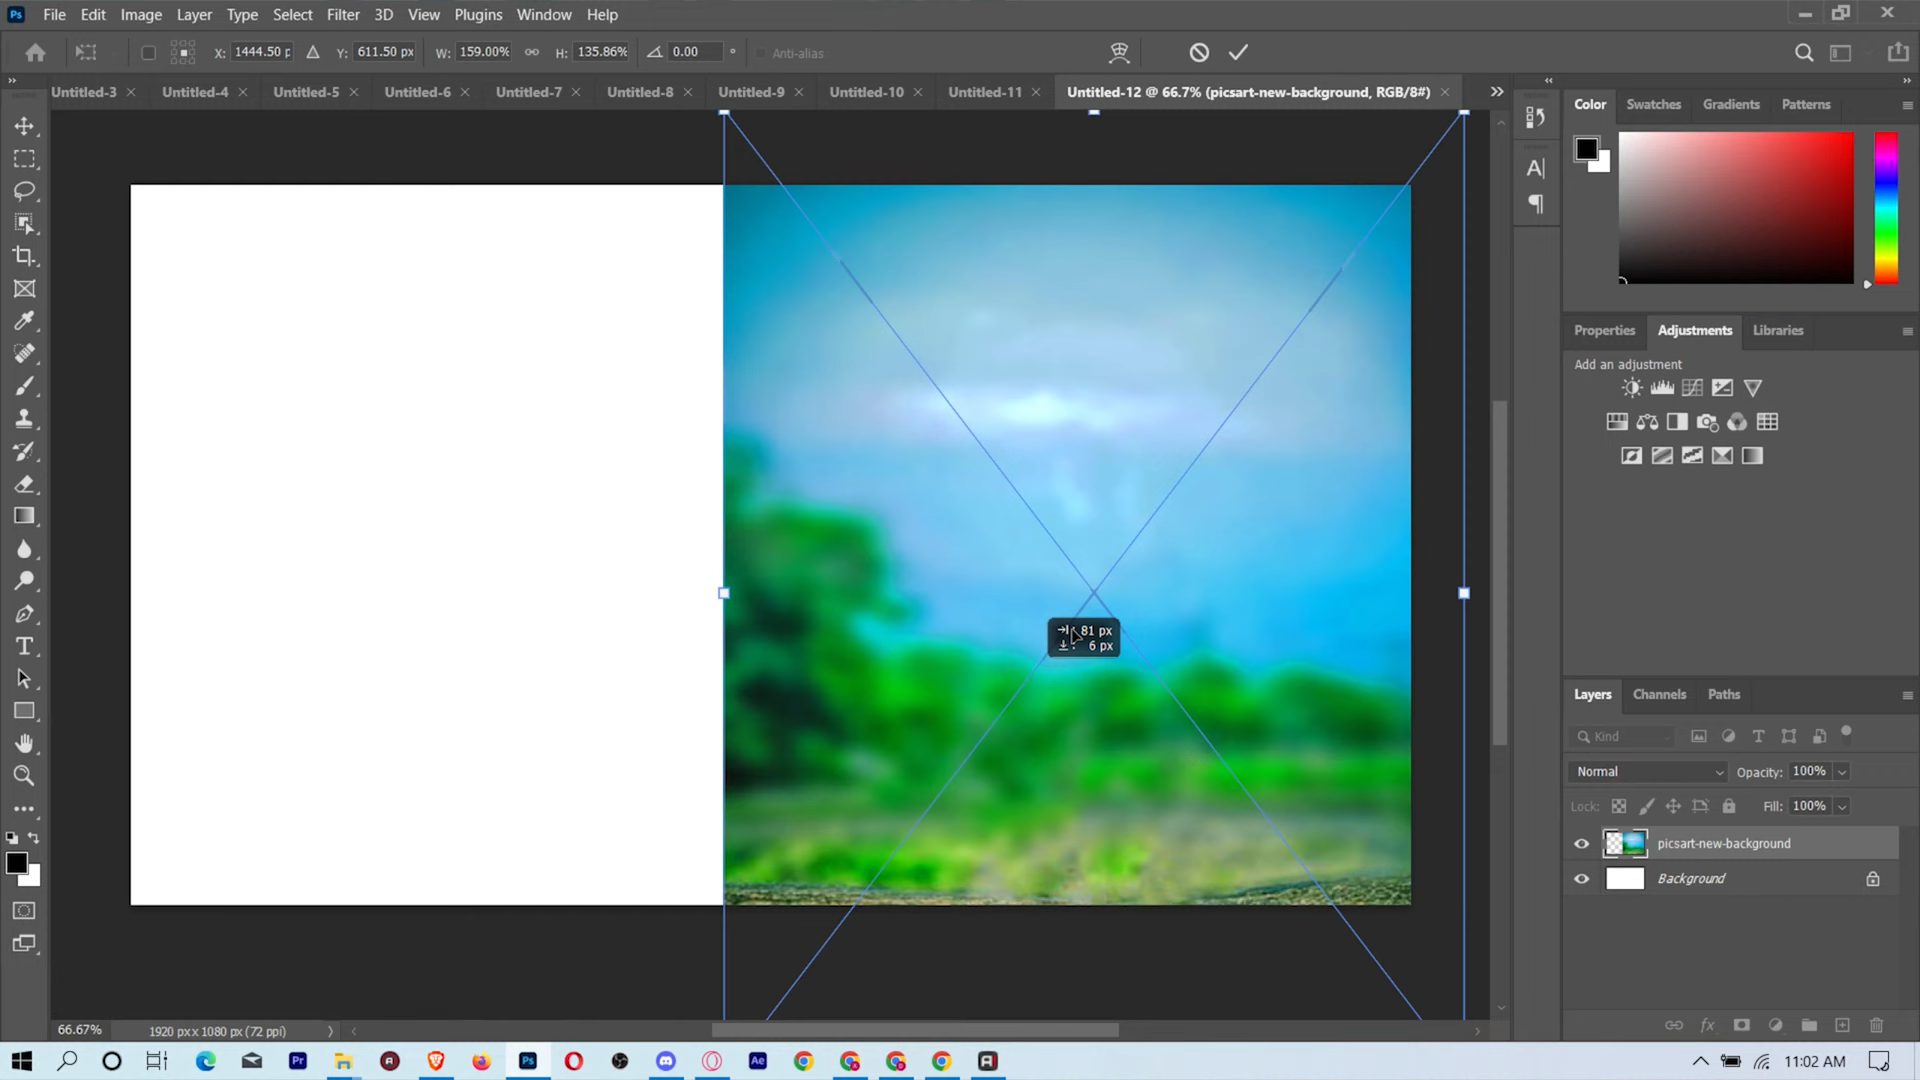 Ps File Edit Image Layer Type Select Filter 3D View Plugins Window Help
X: 1444.50 p Y: 611.50 px W: 159.00% H: 135.86% 0.00 ° Anti-alias
Untitled-3 Untitled-4 Untitled-5 Untitled-6 Untitled-7 Untitled-8 Untitled-9 Untitled-10 Untitled-11 Untitled-12 @ 66.7% (picsart-new-background, RGB/8#)
Color Swatches Gradients Patterns
Properties Adjustments Libraries
Add an adjustment
81 px
6 px
Layers Channels Paths
Kind
Normal Opacity: 100%
Lock: Fill: 100%
picsart-new-background
Background
66.67% 1920 px x 1080 px (72 ppi)
Pr Ps Ae 11:02 AM